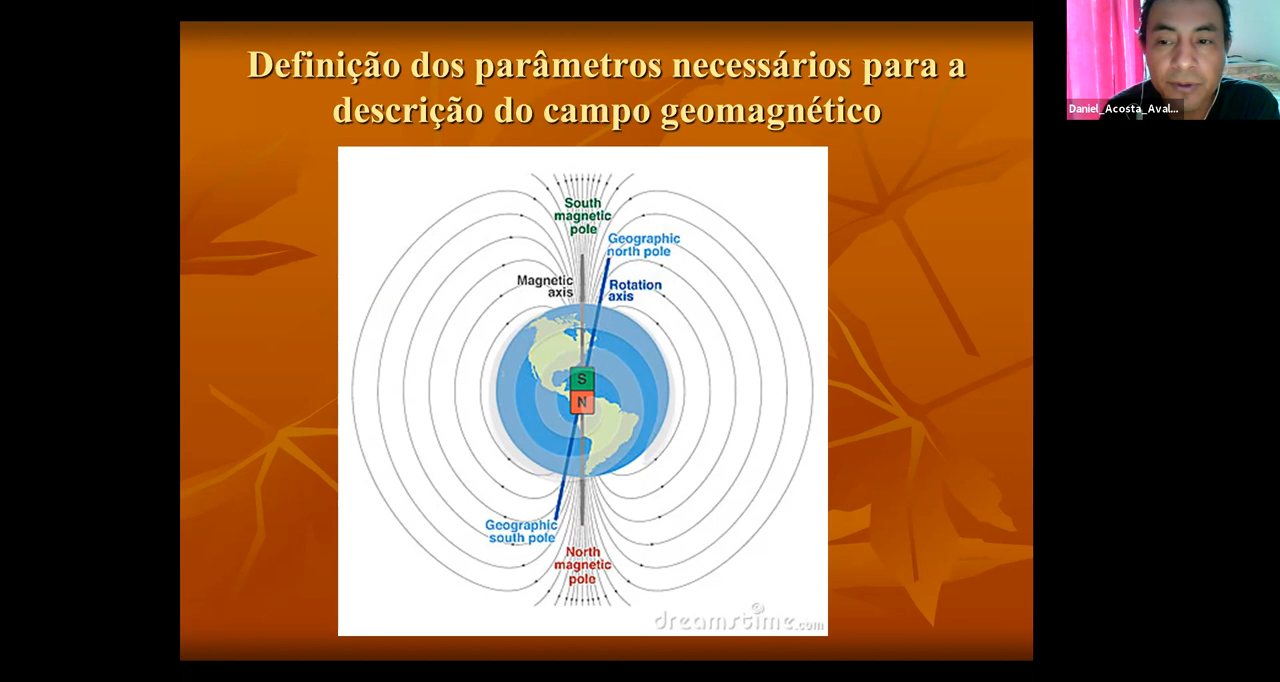 Definição dos parâmetros necessários para a
descrição do campo geomagnético
Daniel_Acosta_Aval...
South
magnetic
pole
Geographic
north pole
Magnetic
axis
Rotation
axis
S
N
Geographic
south pole
North
magnetic
pole
dreamstime.com